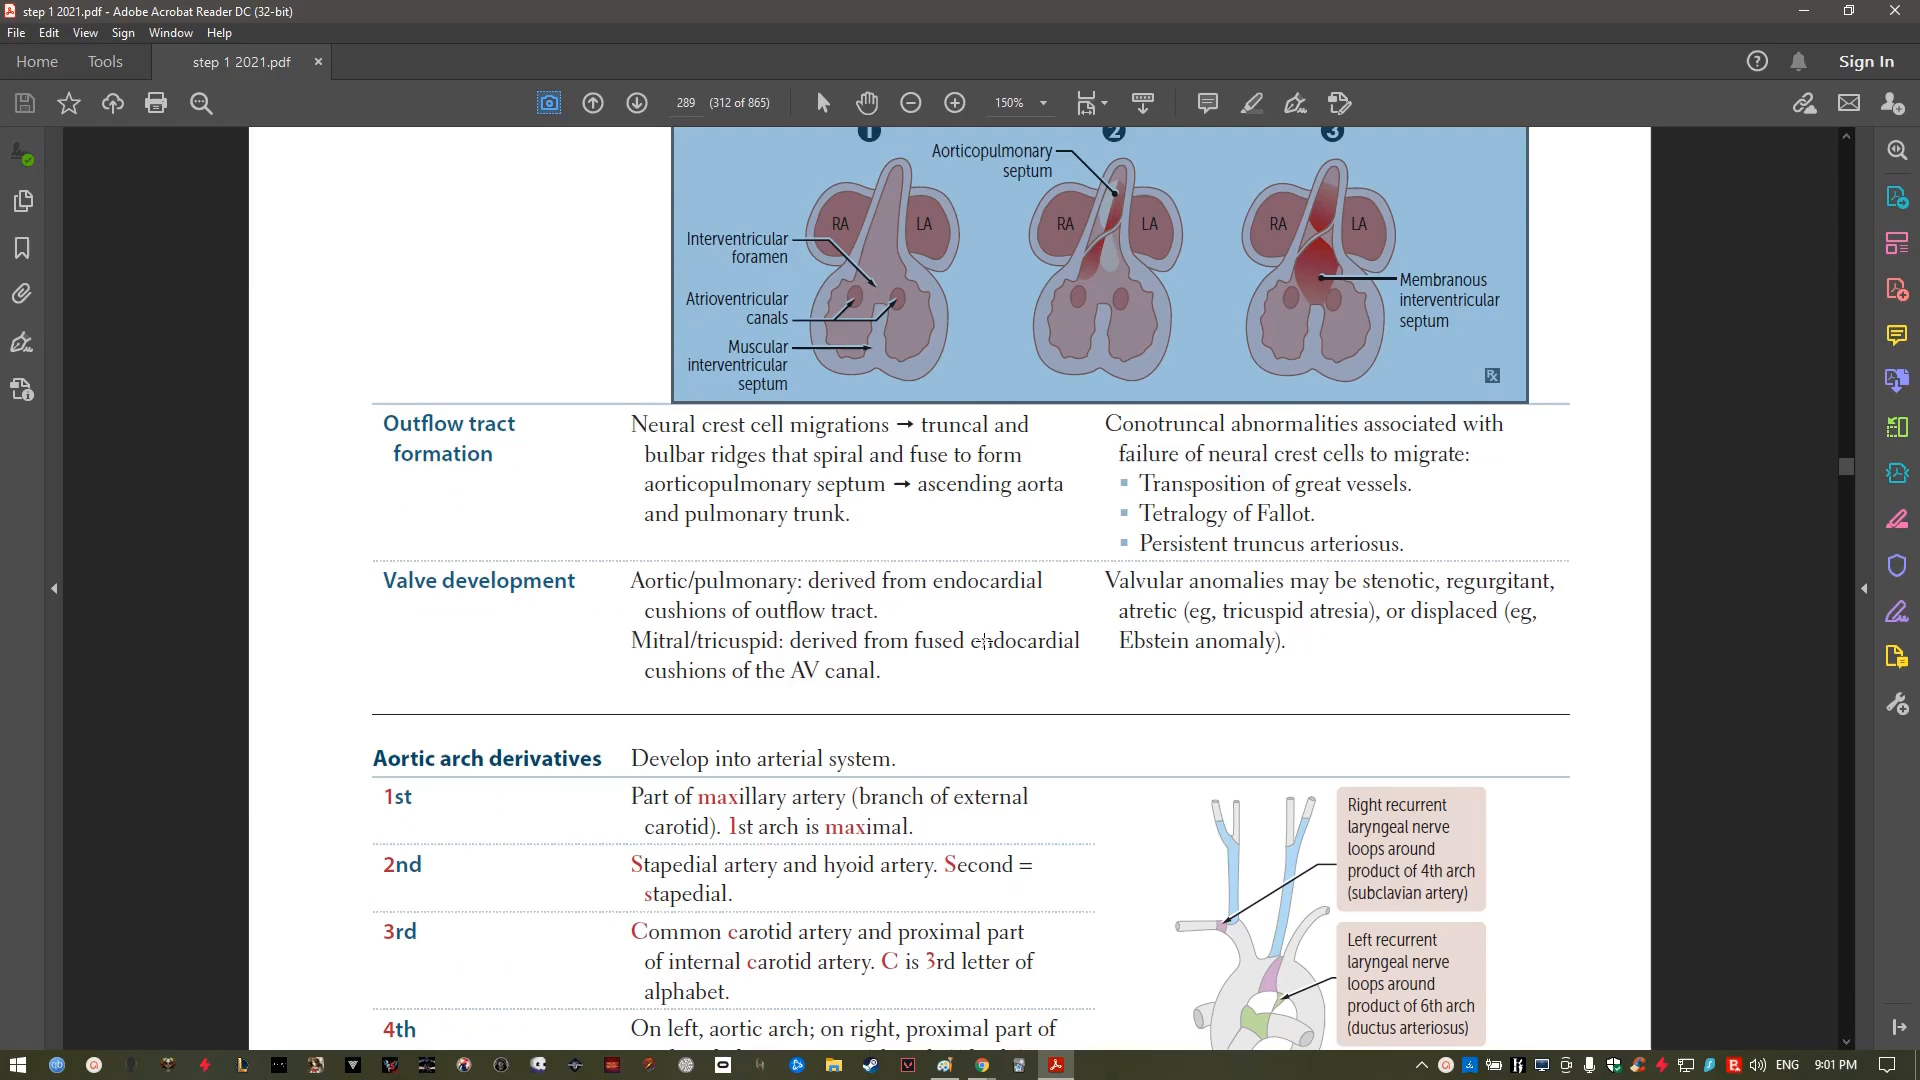 step 1 2021.pdf - Adobe Acrobat Reader DC (32-bit)
File Edit View Sign Window Help
Home Tools step 1 2021.pdf × Sign In
289 (312 of 865) 150%
1 2 3
Aorticopulmonary
septum
RA LA RA LA RA LA
Interventricular
foramen
Atrioventricular
canals
Muscular
interventricular
septum
Membranous
interventricular
septum
Rx
Outflow tract
formation
Neural crest cell migrations → truncal and
bulbar ridges that spiral and fuse to form
aorticopulmonary septum → ascending aorta
and pulmonary trunk.
Conotruncal abnormalities associated with
failure of neural crest cells to migrate:
▪ Transposition of great vessels.
▪ Tetralogy of Fallot.
▪ Persistent truncus arteriosus.
Valve development
Aortic/pulmonary: derived from endocardial
cushions of outflow tract.
Mitral/tricuspid: derived from fused endocardial
cushions of the AV canal.
Valvular anomalies may be stenotic, regurgitant,
atretic (eg, tricuspid atresia), or displaced (eg,
Ebstein anomaly).
Aortic arch derivatives Develop into arterial system.
1st
Part of maxillary artery (branch of external
carotid). 1st arch is maximal.
2nd
Stapedial artery and hyoid artery. Second =
stapedial.
3rd
Common carotid artery and proximal part
of internal carotid artery. C is 3rd letter of
alphabet.
4th
On left, aortic arch; on right, proximal part of
Right recurrent
laryngeal nerve
loops around
product of 4th arch
(subclavian artery)
Left recurrent
laryngeal nerve
loops around
product of 6th arch
(ductus arteriosus)
ENG 9:01 PM